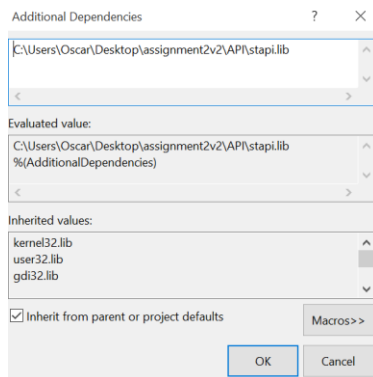 Additional Dependencies
C:\Users\Oscar\Desktop\assignment2v2\API\stapi.lib
Evaluated value:
C:\Users\Oscar\Desktop\assignment2v2\API\stapi.lib
%(AdditionalDependencies)
Inherited values:
kernel32.lib
user32.lib
gdi32.lib
Inherit from parent or project defaults
Macros>>
OK Cancel